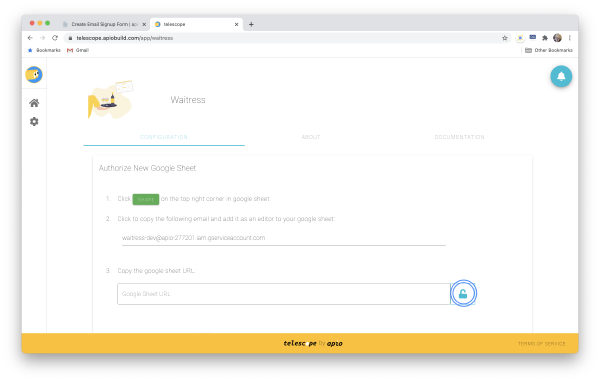 Create Email Signup Form | api
telescope
telescope.apiobuild.com/app/waitress
Bookmarks
Gmail
Other Bookmarks
Waitress
CONFIGURATION
ABOUT
DOCUMENTATION
Authorize New Google Sheet
1. Click SHARE on the top right corner in google sheet.
2. Click to copy the following email and add it as an editor to your google sheet:
waitress-dev@apio-277201.iam.gserviceaccount.com
3. Copy the google sheet URL:
Google Sheet URL
telescope by apio
TERMS OF SERVICE